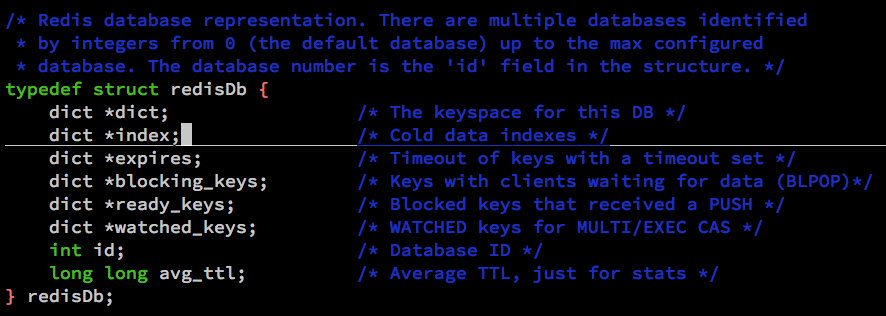 /* Redis database representation. There are multiple databases identified
 * by integers from 0 (the default database) up to the max configured
 * database. The database number is the 'id' field in the structure. */
typedef struct redisDb {
    dict *dict;                 /* The keyspace for this DB */
    dict *index;                /* Cold data indexes */
    dict *expires;              /* Timeout of keys with a timeout set */
    dict *blocking_keys;        /* Keys with clients waiting for data (BLPOP)*/
    dict *ready_keys;           /* Blocked keys that received a PUSH */
    dict *watched_keys;         /* WATCHED keys for MULTI/EXEC CAS */
    int id;                     /* Database ID */
    long long avg_ttl;          /* Average TTL, just for stats */
} redisDb;